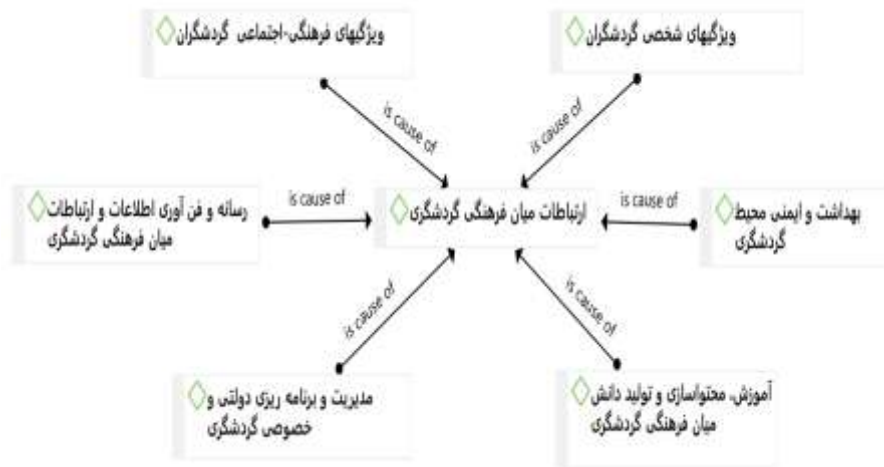 ویژگیهای شخصی گردشگران
ویژگیهای فرهنگی-اجتماعی گردشگران
is cause of
is cause of
بهداشت و ایمنی محیط
گردشگری
is cause of
ارتباطات میان فرهنگی گردشگری
is cause of
رسانه و فن آوری اطلاعات و ارتباطات
میان فرهنگی گردشگری
is cause of
is cause of
آموزش، محتواسازی و تولید دانش
میان فرهنگی گردشگری
مدیریت و برنامه ریزی دولتی و
خصوصی گردشگری